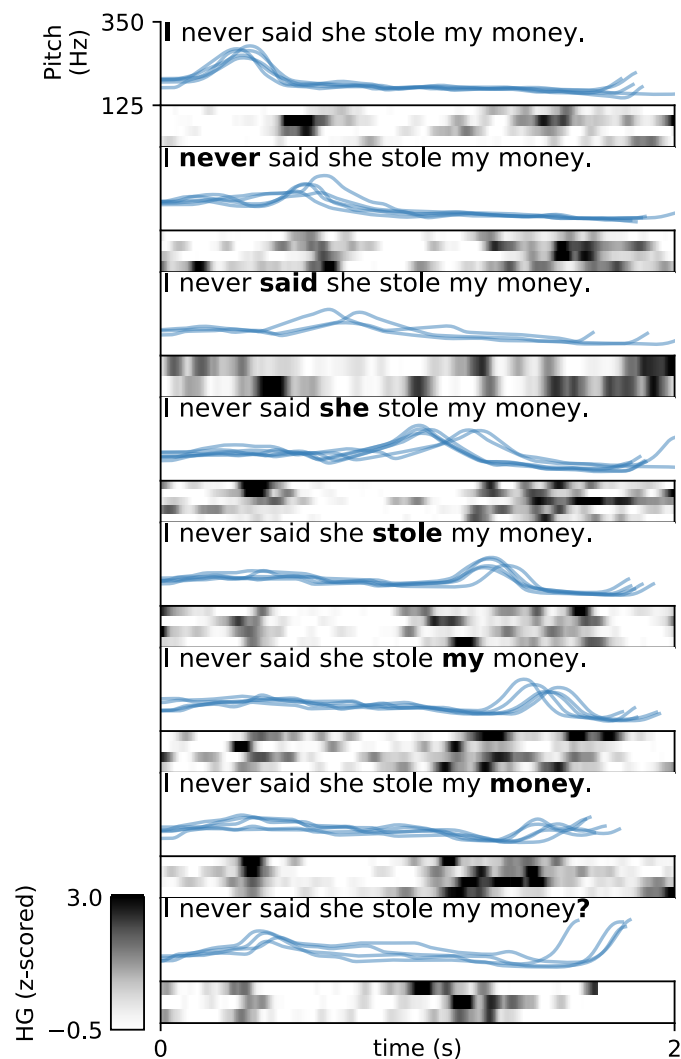 350
Pitch
(Hz)
125
I never said she stole my money.
I never said she stole my money.
I never said she stole my money.
I never said she stole my money.
I never said she stole my money.
I never said she stole my money.
I never said she stole my money.
I never said she stole my money?
HG (z-scored)
3.0
−0.5
0
time (s)
2